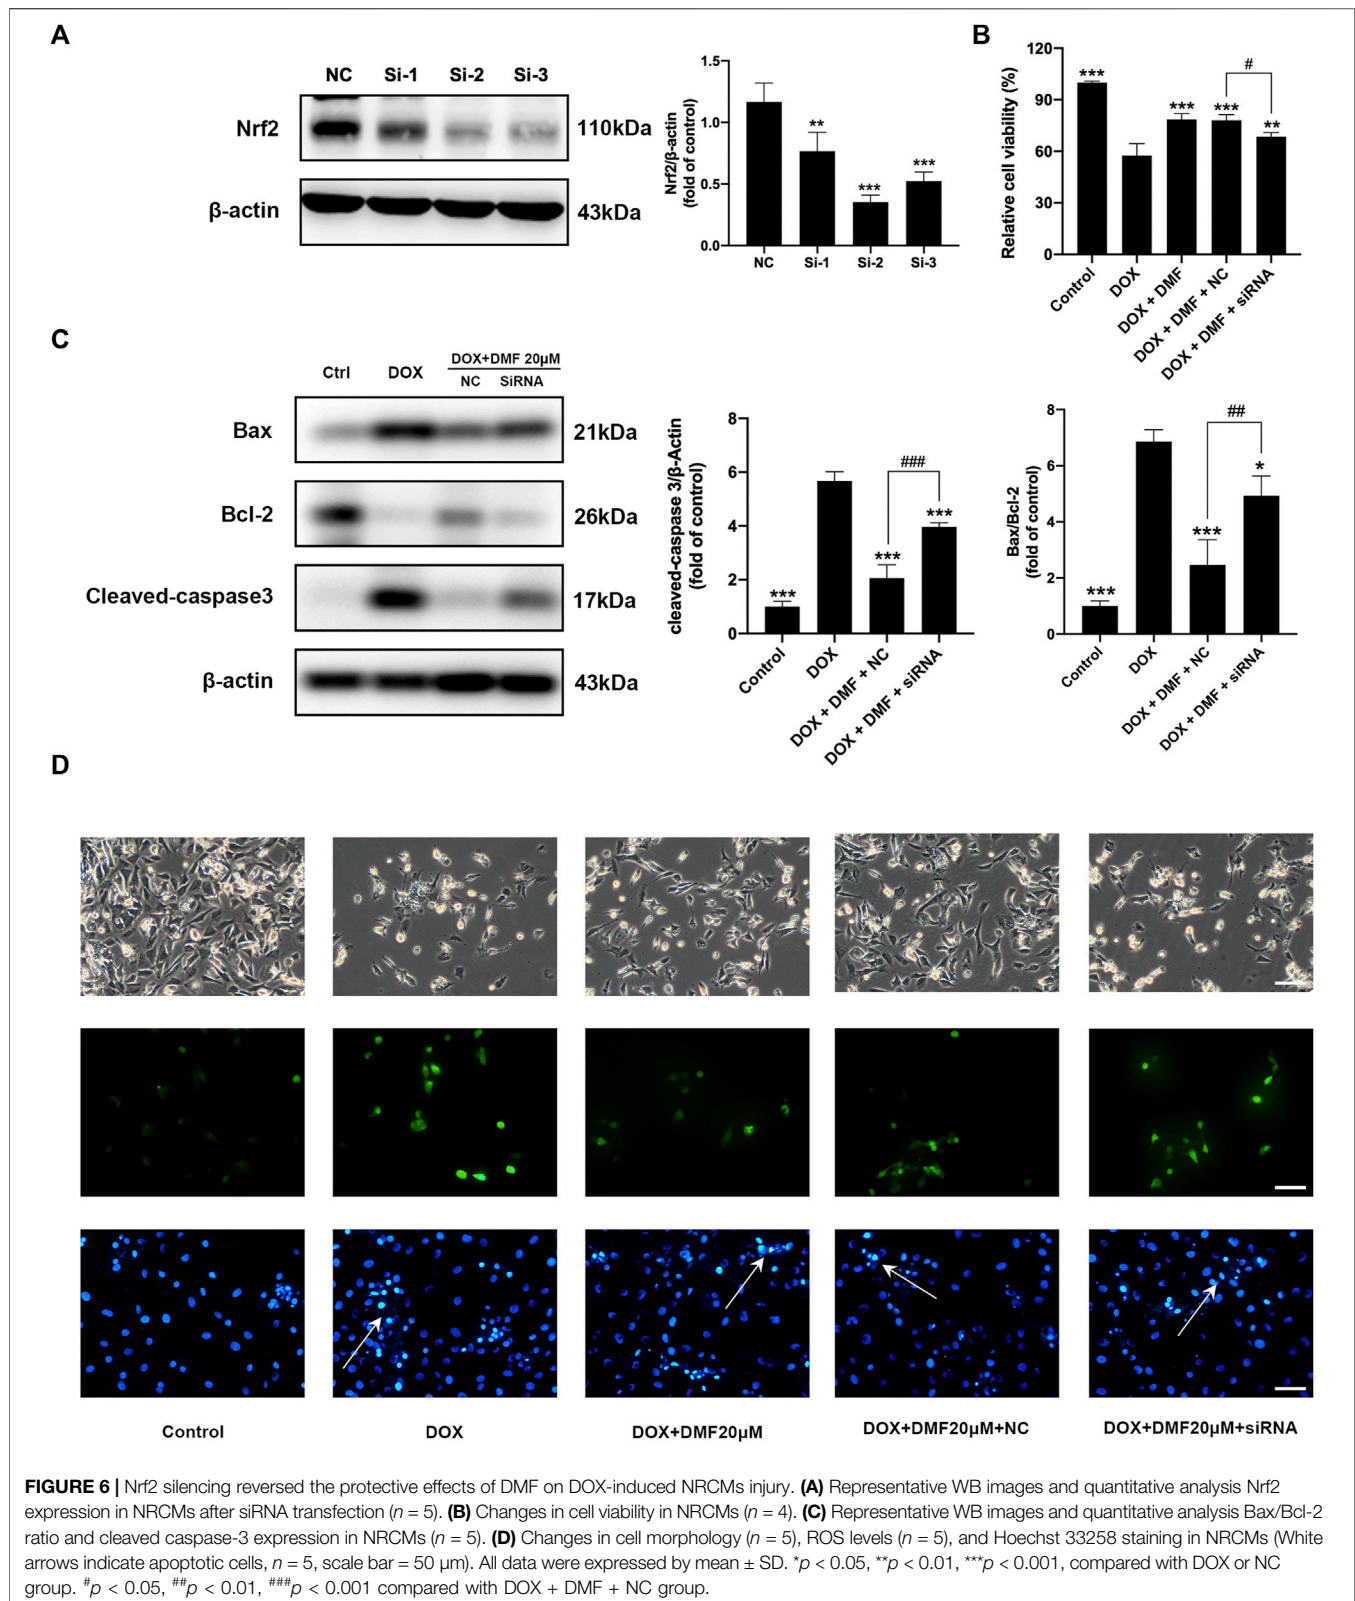 A
NC Si-1 Si-2 Si-3
Nrf2
110kDa
β-actin
43kDa
Nrf2/β-actin
(fold of control)
1.5
1.0
0.5
0.0
**
***
***
NC Si-1 Si-2 Si-3
B
Relative cell viability (%)
120
90
60
30
0
***
***
***
#
**
Control
DOX
DOX + DMF
DOX + DMF + NC
DOX + DMF + siRNA
C
Ctrl DOX DOX+DMF 20μM
NC SiRNA
Bax
21kDa
Bcl-2
26kDa
Cleaved-caspase3
17kDa
β-actin
43kDa
cleaved-caspase 3/β-Actin
(fold of control)
8
6
4
2
0
***
***
###
***
Control
DOX
DOX + DMF + NC
DOX + DMF + siRNA
Bax/Bcl-2
(fold of control)
8
6
4
2
0
***
***
##
*
Control
DOX
DOX + DMF + NC
DOX + DMF + siRNA
D
Control DOX DOX+DMF20μM DOX+DMF20μM+NC DOX+DMF20μM+siRNA
FIGURE 6 | Nrf2 silencing reversed the protective effects of DMF on DOX-induced NRCMs injury. (A) Representative WB images and quantitative analysis Nrf2
expression in NRCMs after siRNA transfection (n = 5). (B) Changes in cell viability in NRCMs (n = 4). (C) Representative WB images and quantitative analysis Bax/Bcl-2
ratio and cleaved caspase-3 expression in NRCMs (n = 5). (D) Changes in cell morphology (n = 5), ROS levels (n = 5), and Hoechst 33258 staining in NRCMs (White
arrows indicate apoptotic cells, n = 5, scale bar = 50 μm). All data were expressed by mean ± SD. *p < 0.05, **p < 0.01, ***p < 0.001, compared with DOX or NC
group. #p < 0.05, ##p < 0.01, ###p < 0.001 compared with DOX + DMF + NC group.